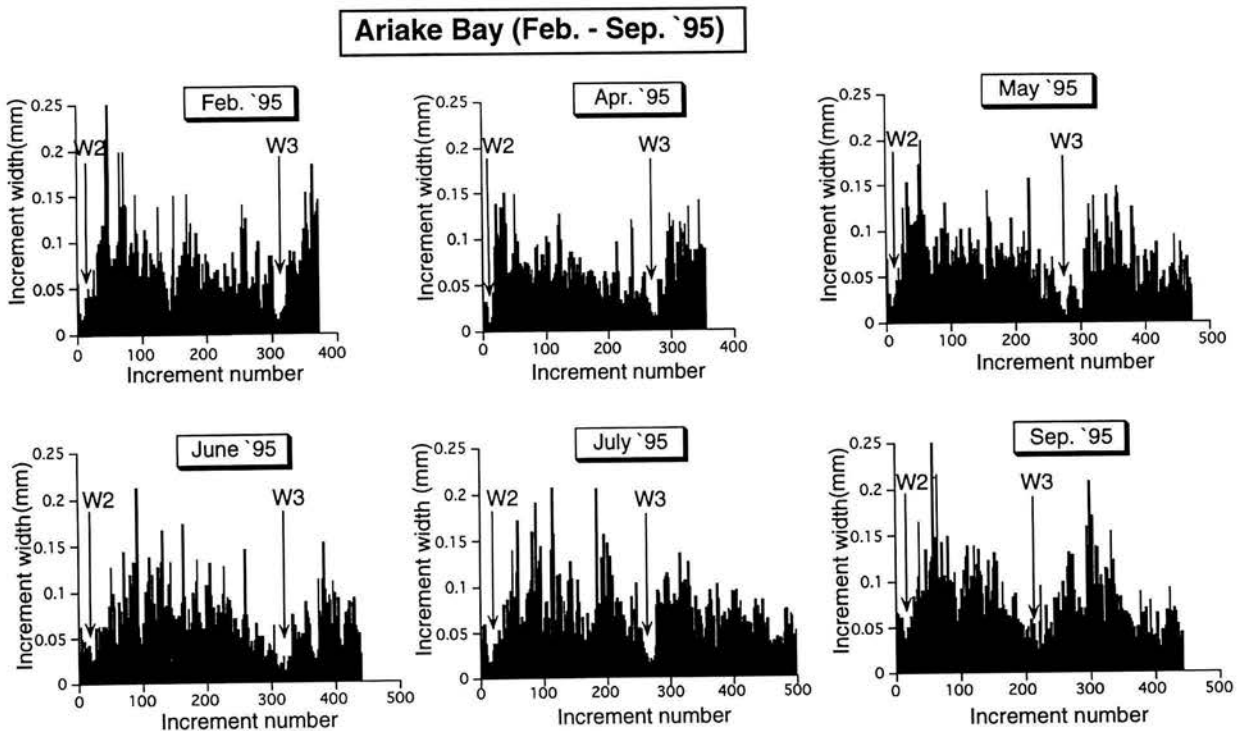 Ariake Bay (Feb. - Sep. `95)
Feb. `95
Increment width(mm)
0.25
0.2
0.15
0.1
0.05
0
W2
W3
0 100 200 300 400
Increment number
Apr. `95
Increment width(mm)
0.25
0.2
0.15
0.1
0.05
0
W2
W3
0 100 200 300 400
Increment number
May `95
Increment width(mm)
0.25
0.2
0.15
0.1
0.05
0
W2
W3
0 100 200 300 400 500
Increment number
June `95
Increment width(mm)
0.25
0.2
0.15
0.1
0.05
0
W2
W3
0 100 200 300 400 500
Increment number
July `95
Increment width (mm)
0.25
0.2
0.15
0.1
0.05
0
W2
W3
0 100 200 300 400 500
Increment number
Sep. `95
Increment width(mm)
0.25
0.2
0.15
0.1
0.05
0
W2
W3
0 100 200 300 400 500
Increment number